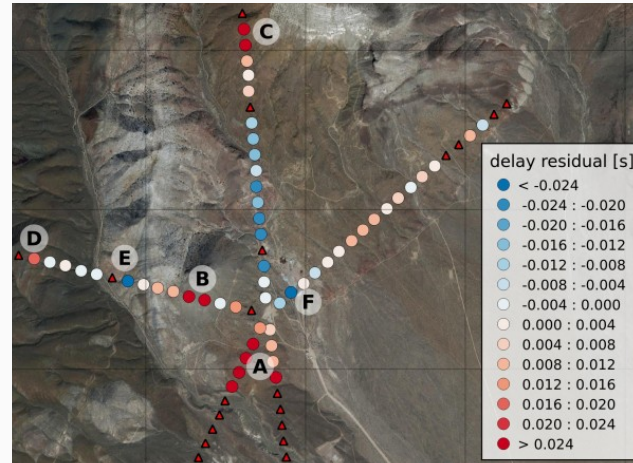 C
D
E
B
F
A
delay residual [s]
< -0.024
-0.024 : -0.020
-0.020 : -0.016
-0.016 : -0.012
-0.012 : -0.008
-0.008 : -0.004
-0.004 : 0.000
0.000 : 0.004
0.004 : 0.008
0.008 : 0.012
0.012 : 0.016
0.016 : 0.020
0.020 : 0.024
> 0.024